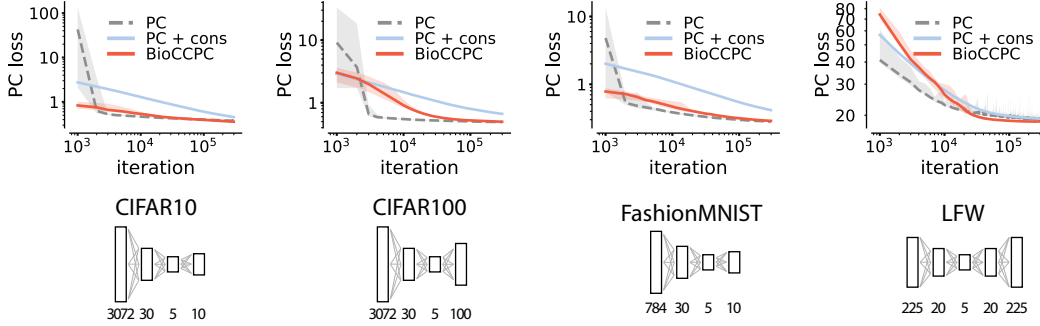 PC loss
100
10
1
PC
PC + cons
BioCCPC
10³ 10⁴ 10⁵
iteration
PC loss
10
1
PC
PC + cons
BioCCPC
10³ 10⁴ 10⁵
iteration
PC loss
10
1
PC
PC + cons
BioCCPC
10³ 10⁴ 10⁵
iteration
PC loss
80
70
60
50
40
30
20
PC
PC + cons
BioCCPC
10³ 10⁴ 10⁵
iteration
CIFAR10
3072 30 5 10
CIFAR100
3072 30 5 100
FashionMNIST
784 30 5 10
LFW
225 20 5 20 225